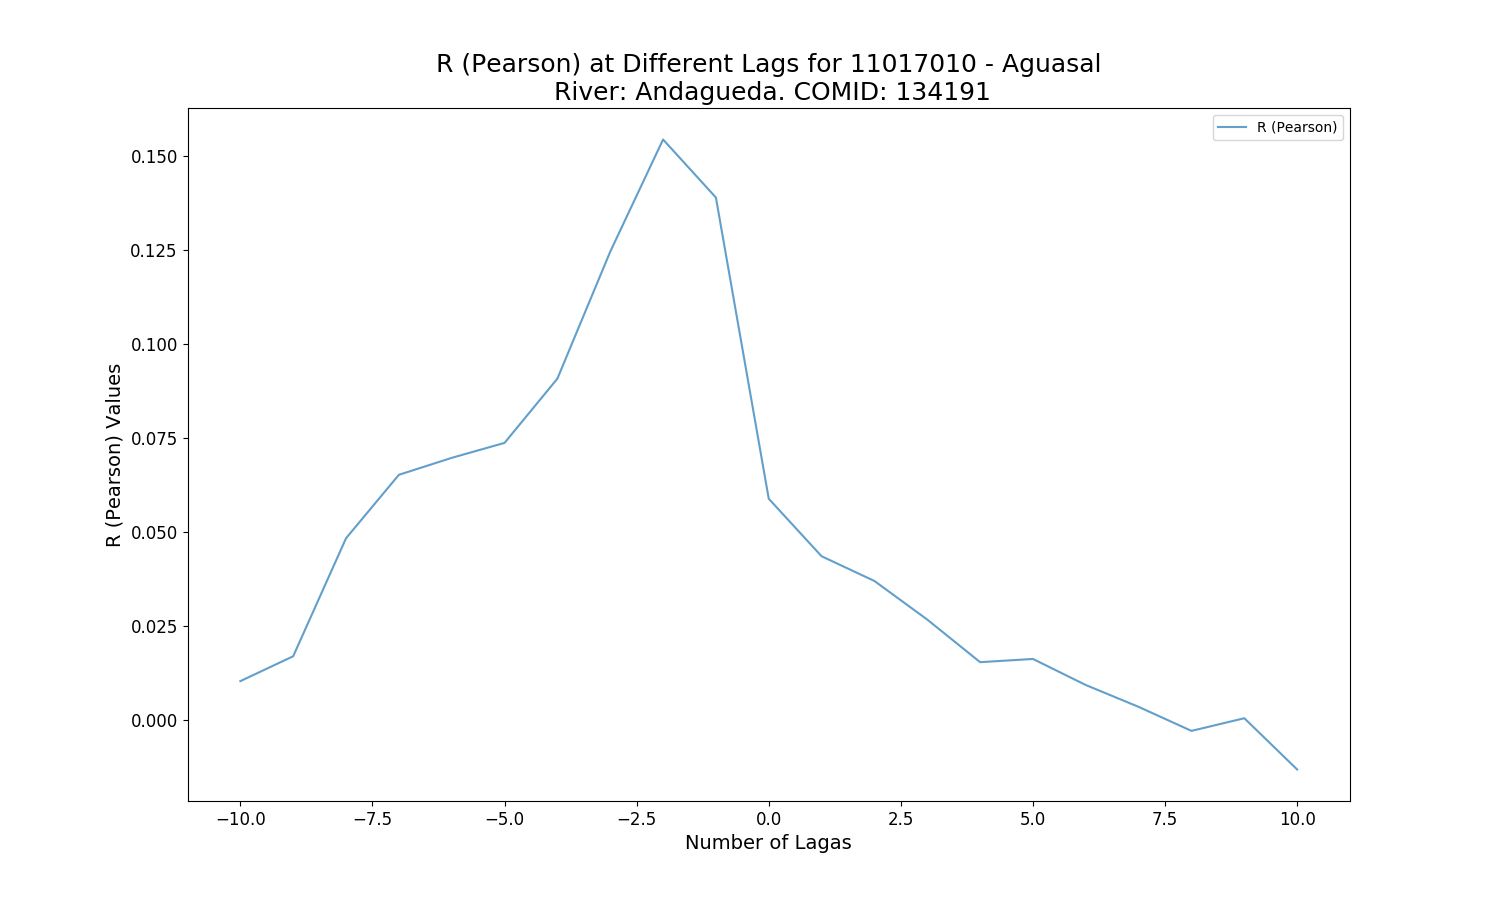 R (Pearson) at Different Lags for 11017010 - Aguasal
River: Andagueda. COMID: 134191
R (Pearson)
R (Pearson) Values
0.150
0.125
0.100
0.075
0.050
0.025
0.000
−10.0 −7.5 −5.0 −2.5 0.0 2.5 5.0 7.5 10.0
Number of Lagas